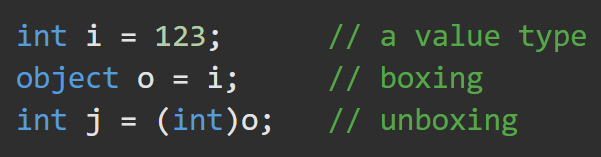 int i = 123;      // a value type
object o = i;     // boxing
int j = (int)o;   // unboxing